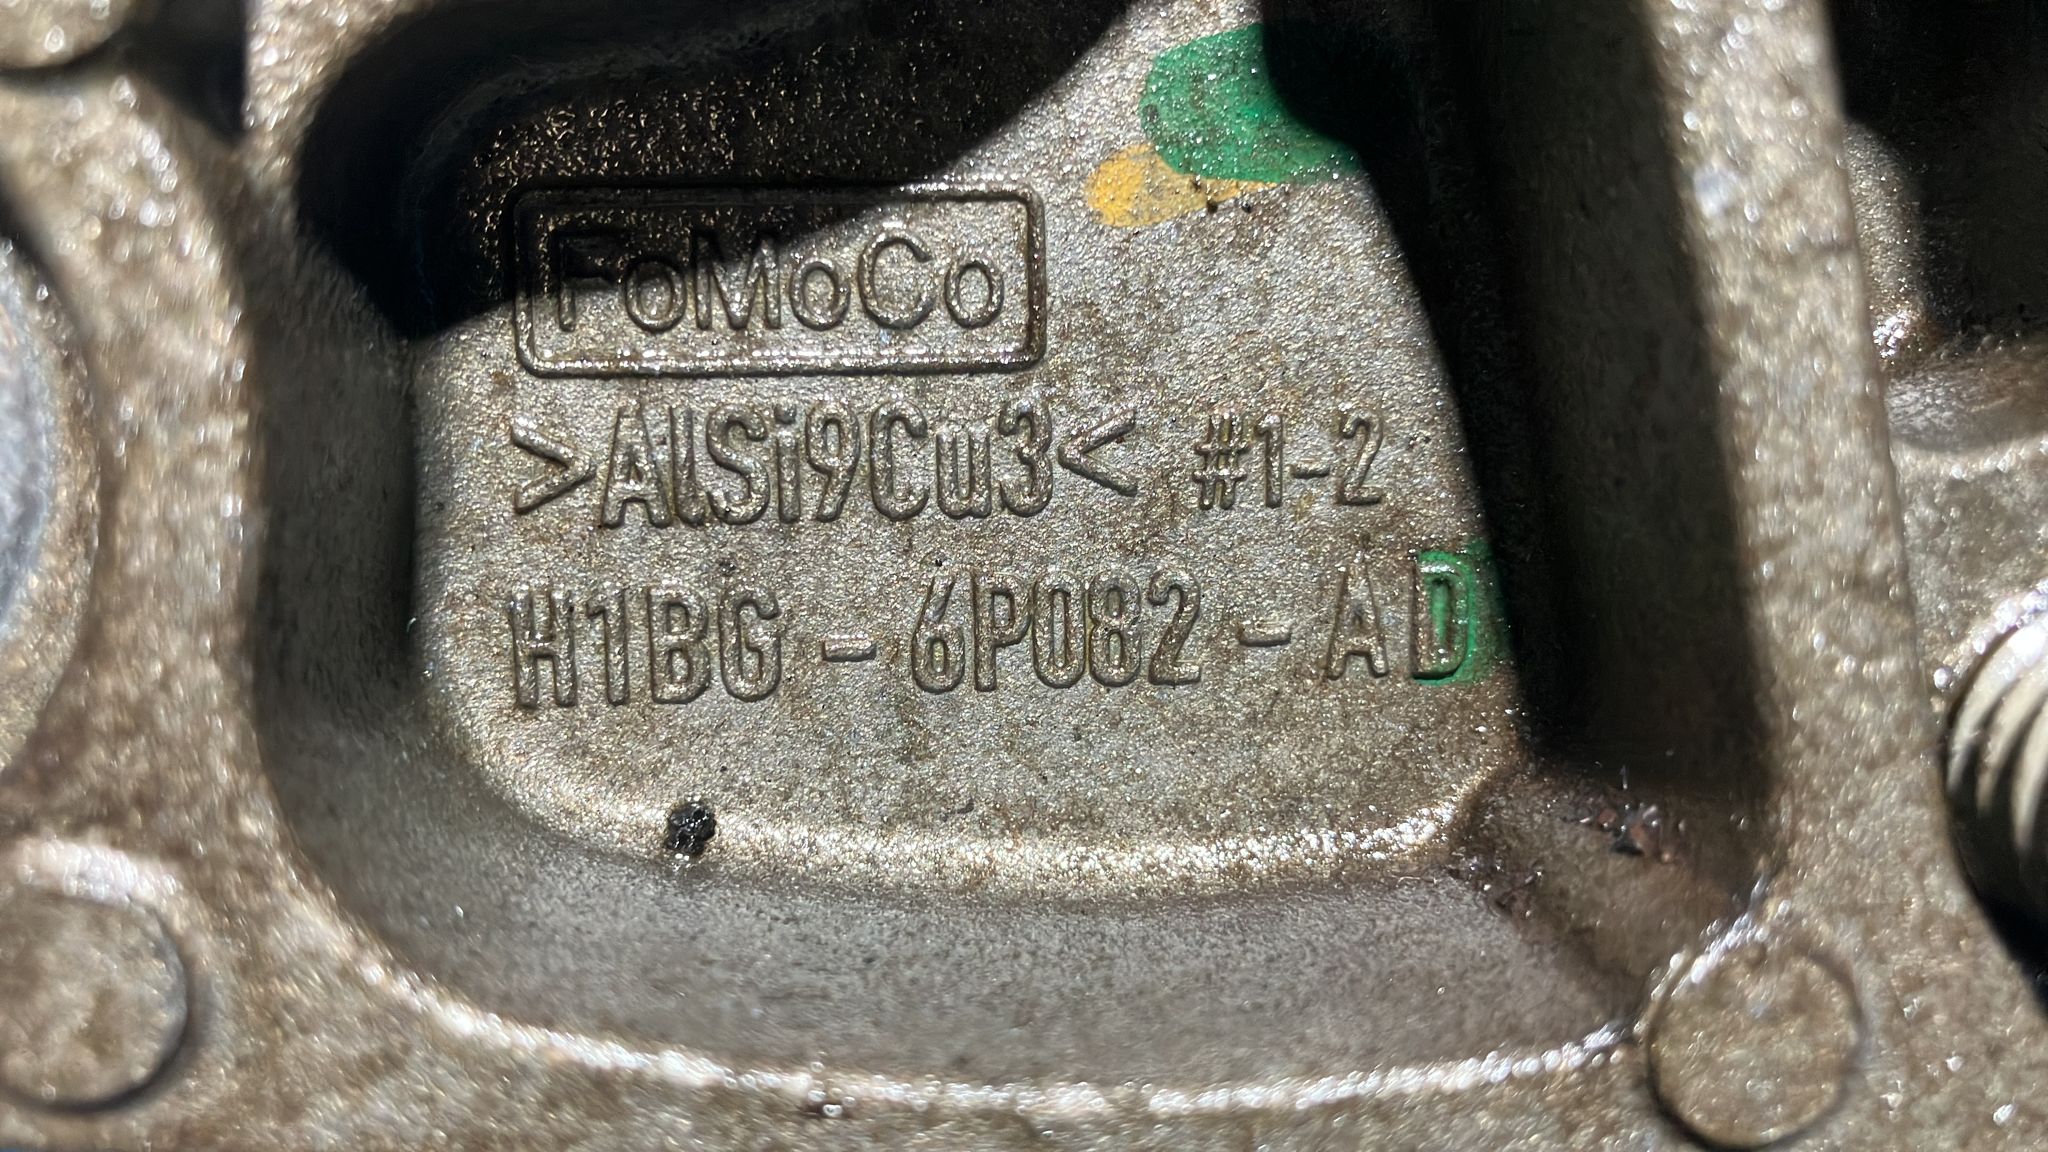 FoMoCo
>AlSi9Cu3< #1-2
H1BG - 6P082 - AD